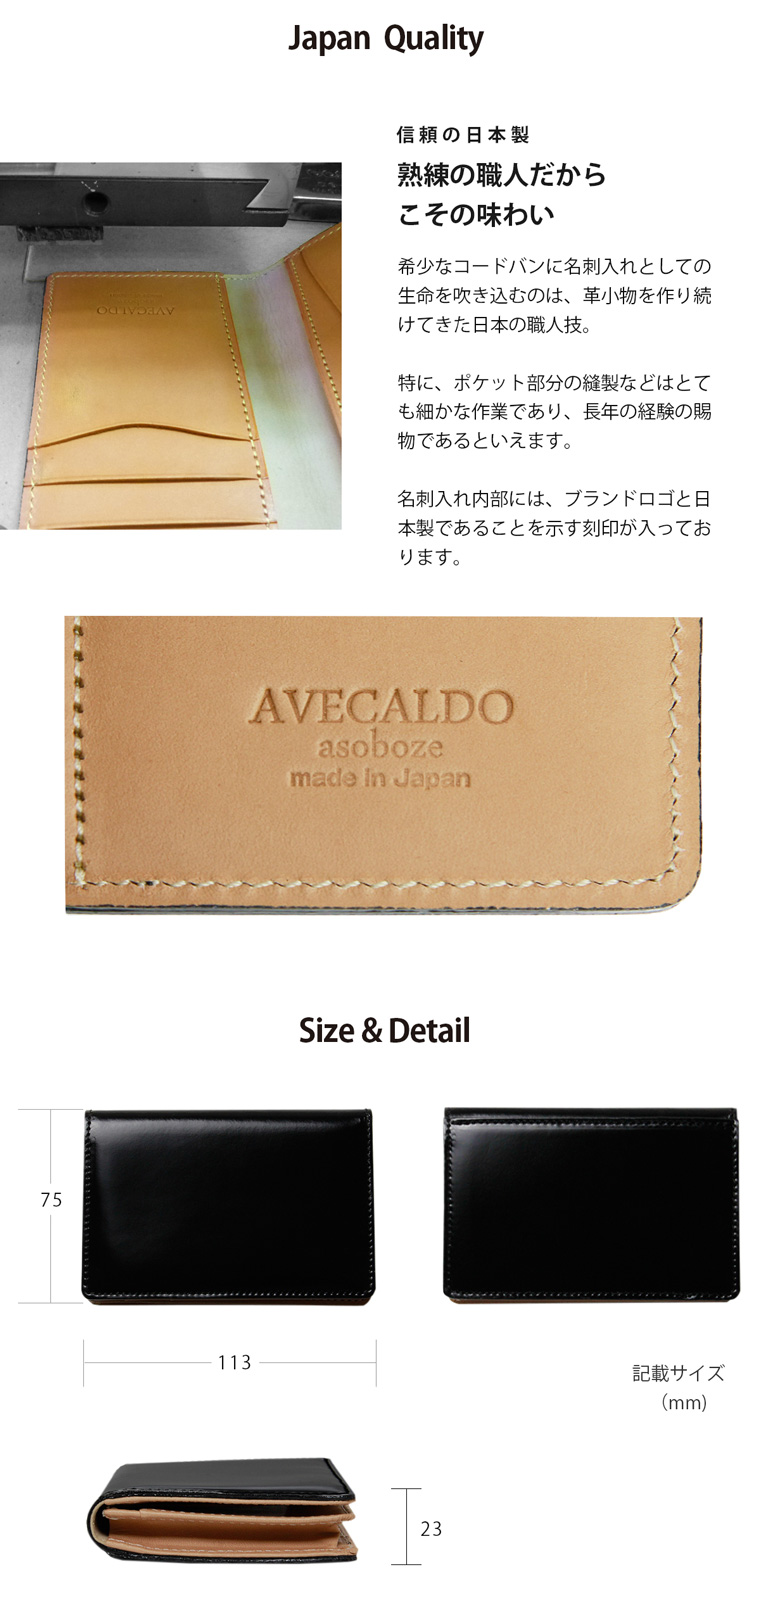 Japan Quality
信頼の日本製
熟練の職人だから
こその味わい
希少なコードバンに名刺入れとしての
生命を吹き込むのは、革小物を作り続
けてきた日本の職人技。
特に、ポケット部分の縫製などはとて
も細かな作業であり、長年の経験の賜
物であるといえます。
名刺入れ内部には、ブランドロゴと日
本製であることを示す刻印が入ってお
ります。
AVECALDO
AVECALDO
asoboze
made in Japan
Size & Detail
75
113
記載サイズ
（mm)
23